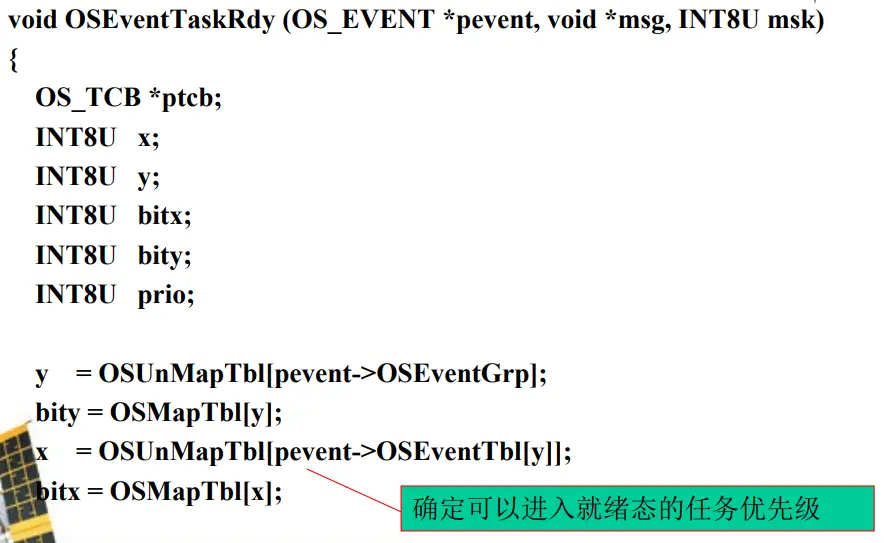 void OSEventTaskRdy (OS_EVENT *pevent, void *msg, INT8U msk)
{
OS_TCB *ptcb;
INT8U x;
INT8U y;
INT8U bitx;
INT8U bity;
INT8U prio;
y = OSUnMapTbl[pevent->OSEventGrp];
bity = OSMapTbl[y];
x = OSUnMapTbl[pevent->OSEventTbl[y]];
bitx = OSMapTbl[x];
确定可以进入就绪态的任务优先级